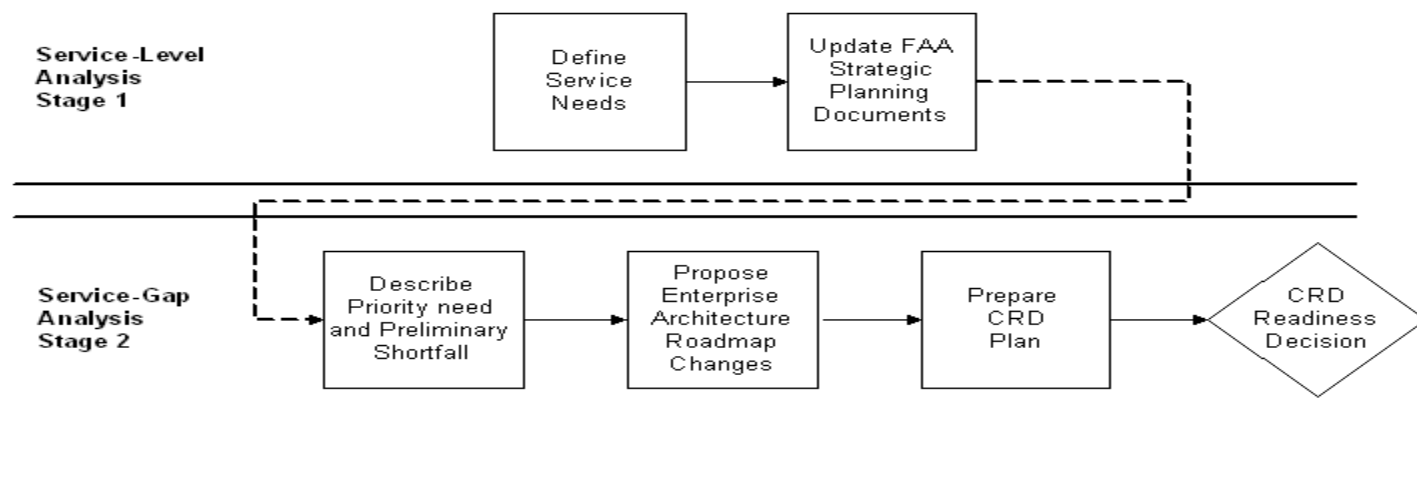 Service-Level
Analysis
Stage 1
Define
Service
Needs
Update FAA
Strategic
Planning
Documents
Service-Gap
Analysis
Stage 2
Describe
Priority need
and Preliminary
Shortfall
Propose
Enterprise
Architecture
Roadmap
Changes
Prepare
CRD
Plan
CRD
Readiness
Decision